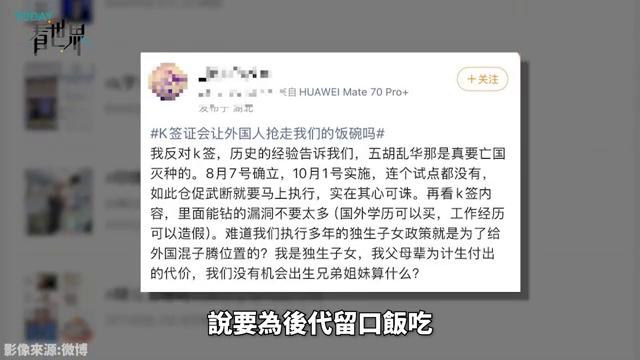 TODAY
看世界
来自 HUAWEI Mate 70 Pro+
发布于 湖北
+关注
#K签证会让外国人抢走我们的饭碗吗#
我反对k签，历史的经验告诉我们，五胡乱华那是真要亡国
灭种的。8月7号确立，10月1号实施，连个试点都没有，
如此仓促武断就要马上执行，实在其心可诛。再看k签内
容，里面能钻的漏洞不要太多（国外学历可以买，工作经历
可以造假）。难道我们执行多年的独生子女政策就是为了给
外国混子腾位置的？我是独生子女，我父母辈为计生付出
的代价，我们没有机会出生兄弟姐妹算什么？
說要為後代留口飯吃
影像來源:微博